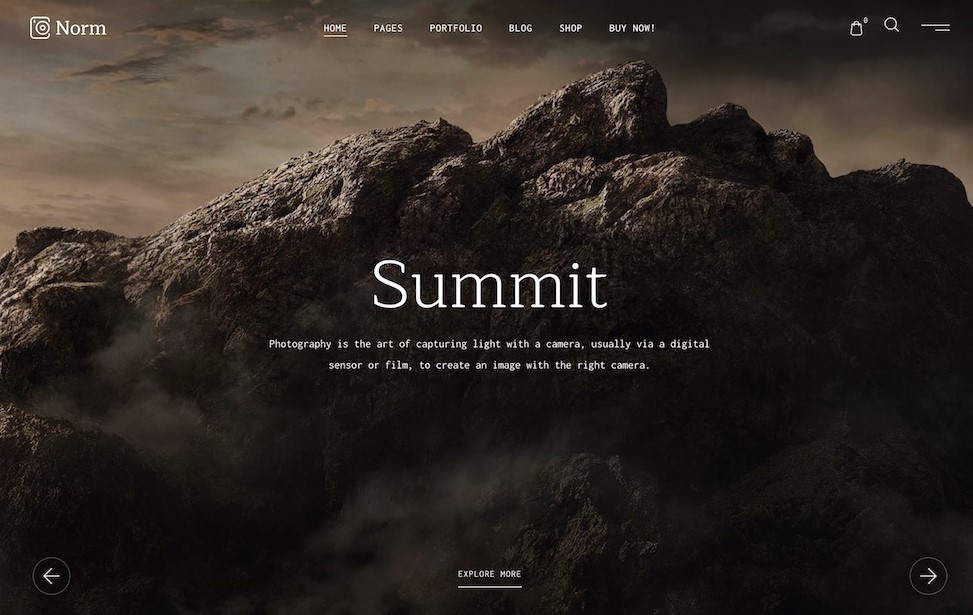 Norm
HOME PAGES PORTFOLIO BLOG SHOP BUY NOW!
0
Summit
Photography is the art of capturing light with a camera, usually via a digital
sensor or film, to create an image with the right camera.
EXPLORE MORE